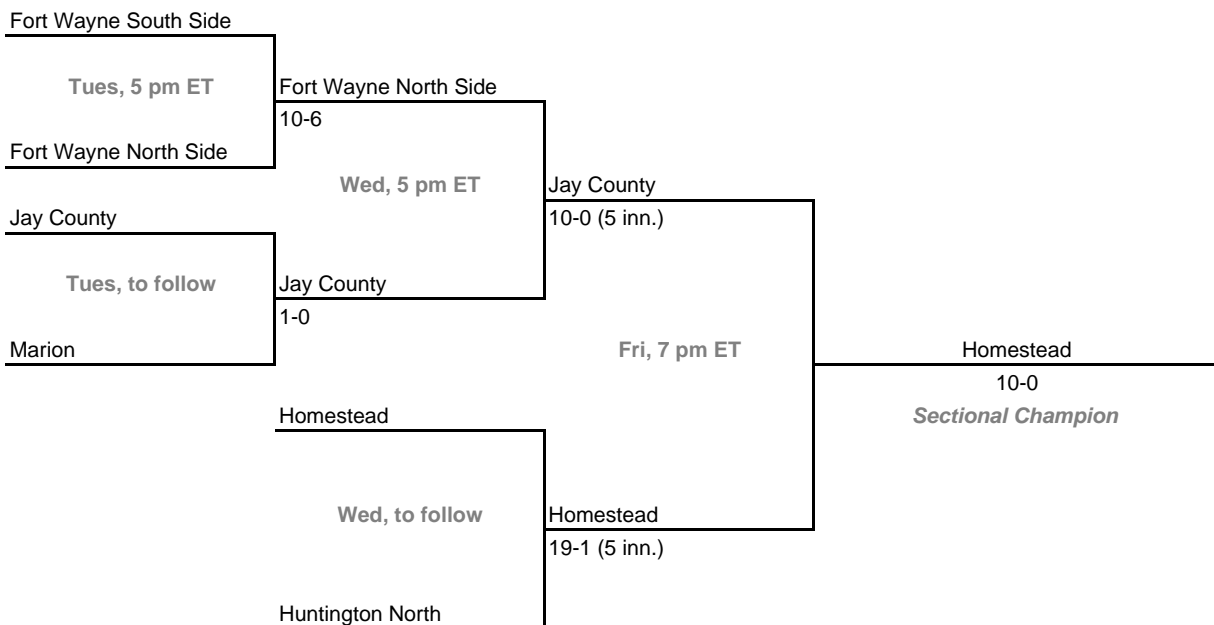 Fort Wayne South Side
Tues, 5 pm ET
Fort Wayne North Side
10-6
Fort Wayne North Side
Wed, 5 pm ET
Jay County
10-0 (5 inn.)
Jay County
Tues, to follow
Jay County
1-0
Marion
Fri, 7 pm ET
Homestead
10-0
Sectional Champion
Homestead
Wed, to follow
Homestead
19-1 (5 inn.)
Huntington North